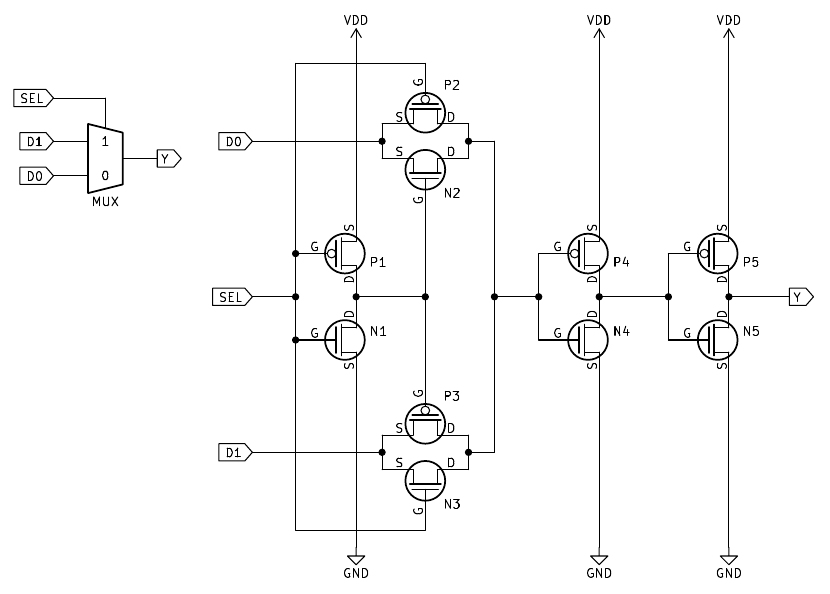 VDD VDD VDD
G P2
SEL S D
D1 1 D0
Y S D
D0 0
MUX N2
G
S S S
G P1 G P4 G P5
D D D
SEL Y
D D D
G N1 G N4 G N5
S S S
G P3
S D
D1
S D
G N3
GND GND GND